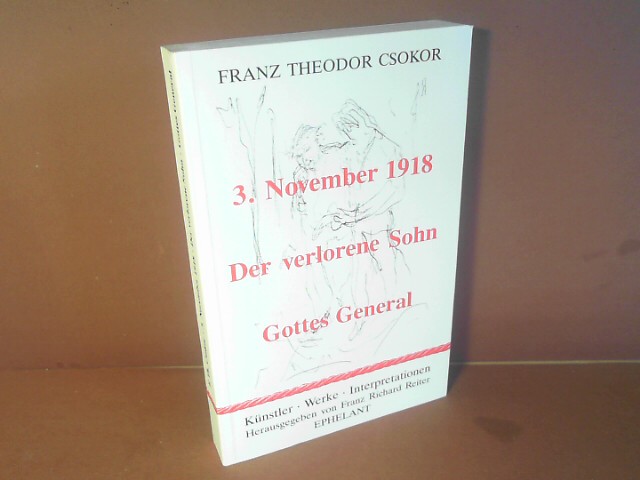 FRANZ THEODOR CSOKOR
3. November 1918
Der verlorene Sohn
Gottes General
Künstler · Werke · Interpretationen
Herausgegeben von Franz Richard Reiter
EPHELANT